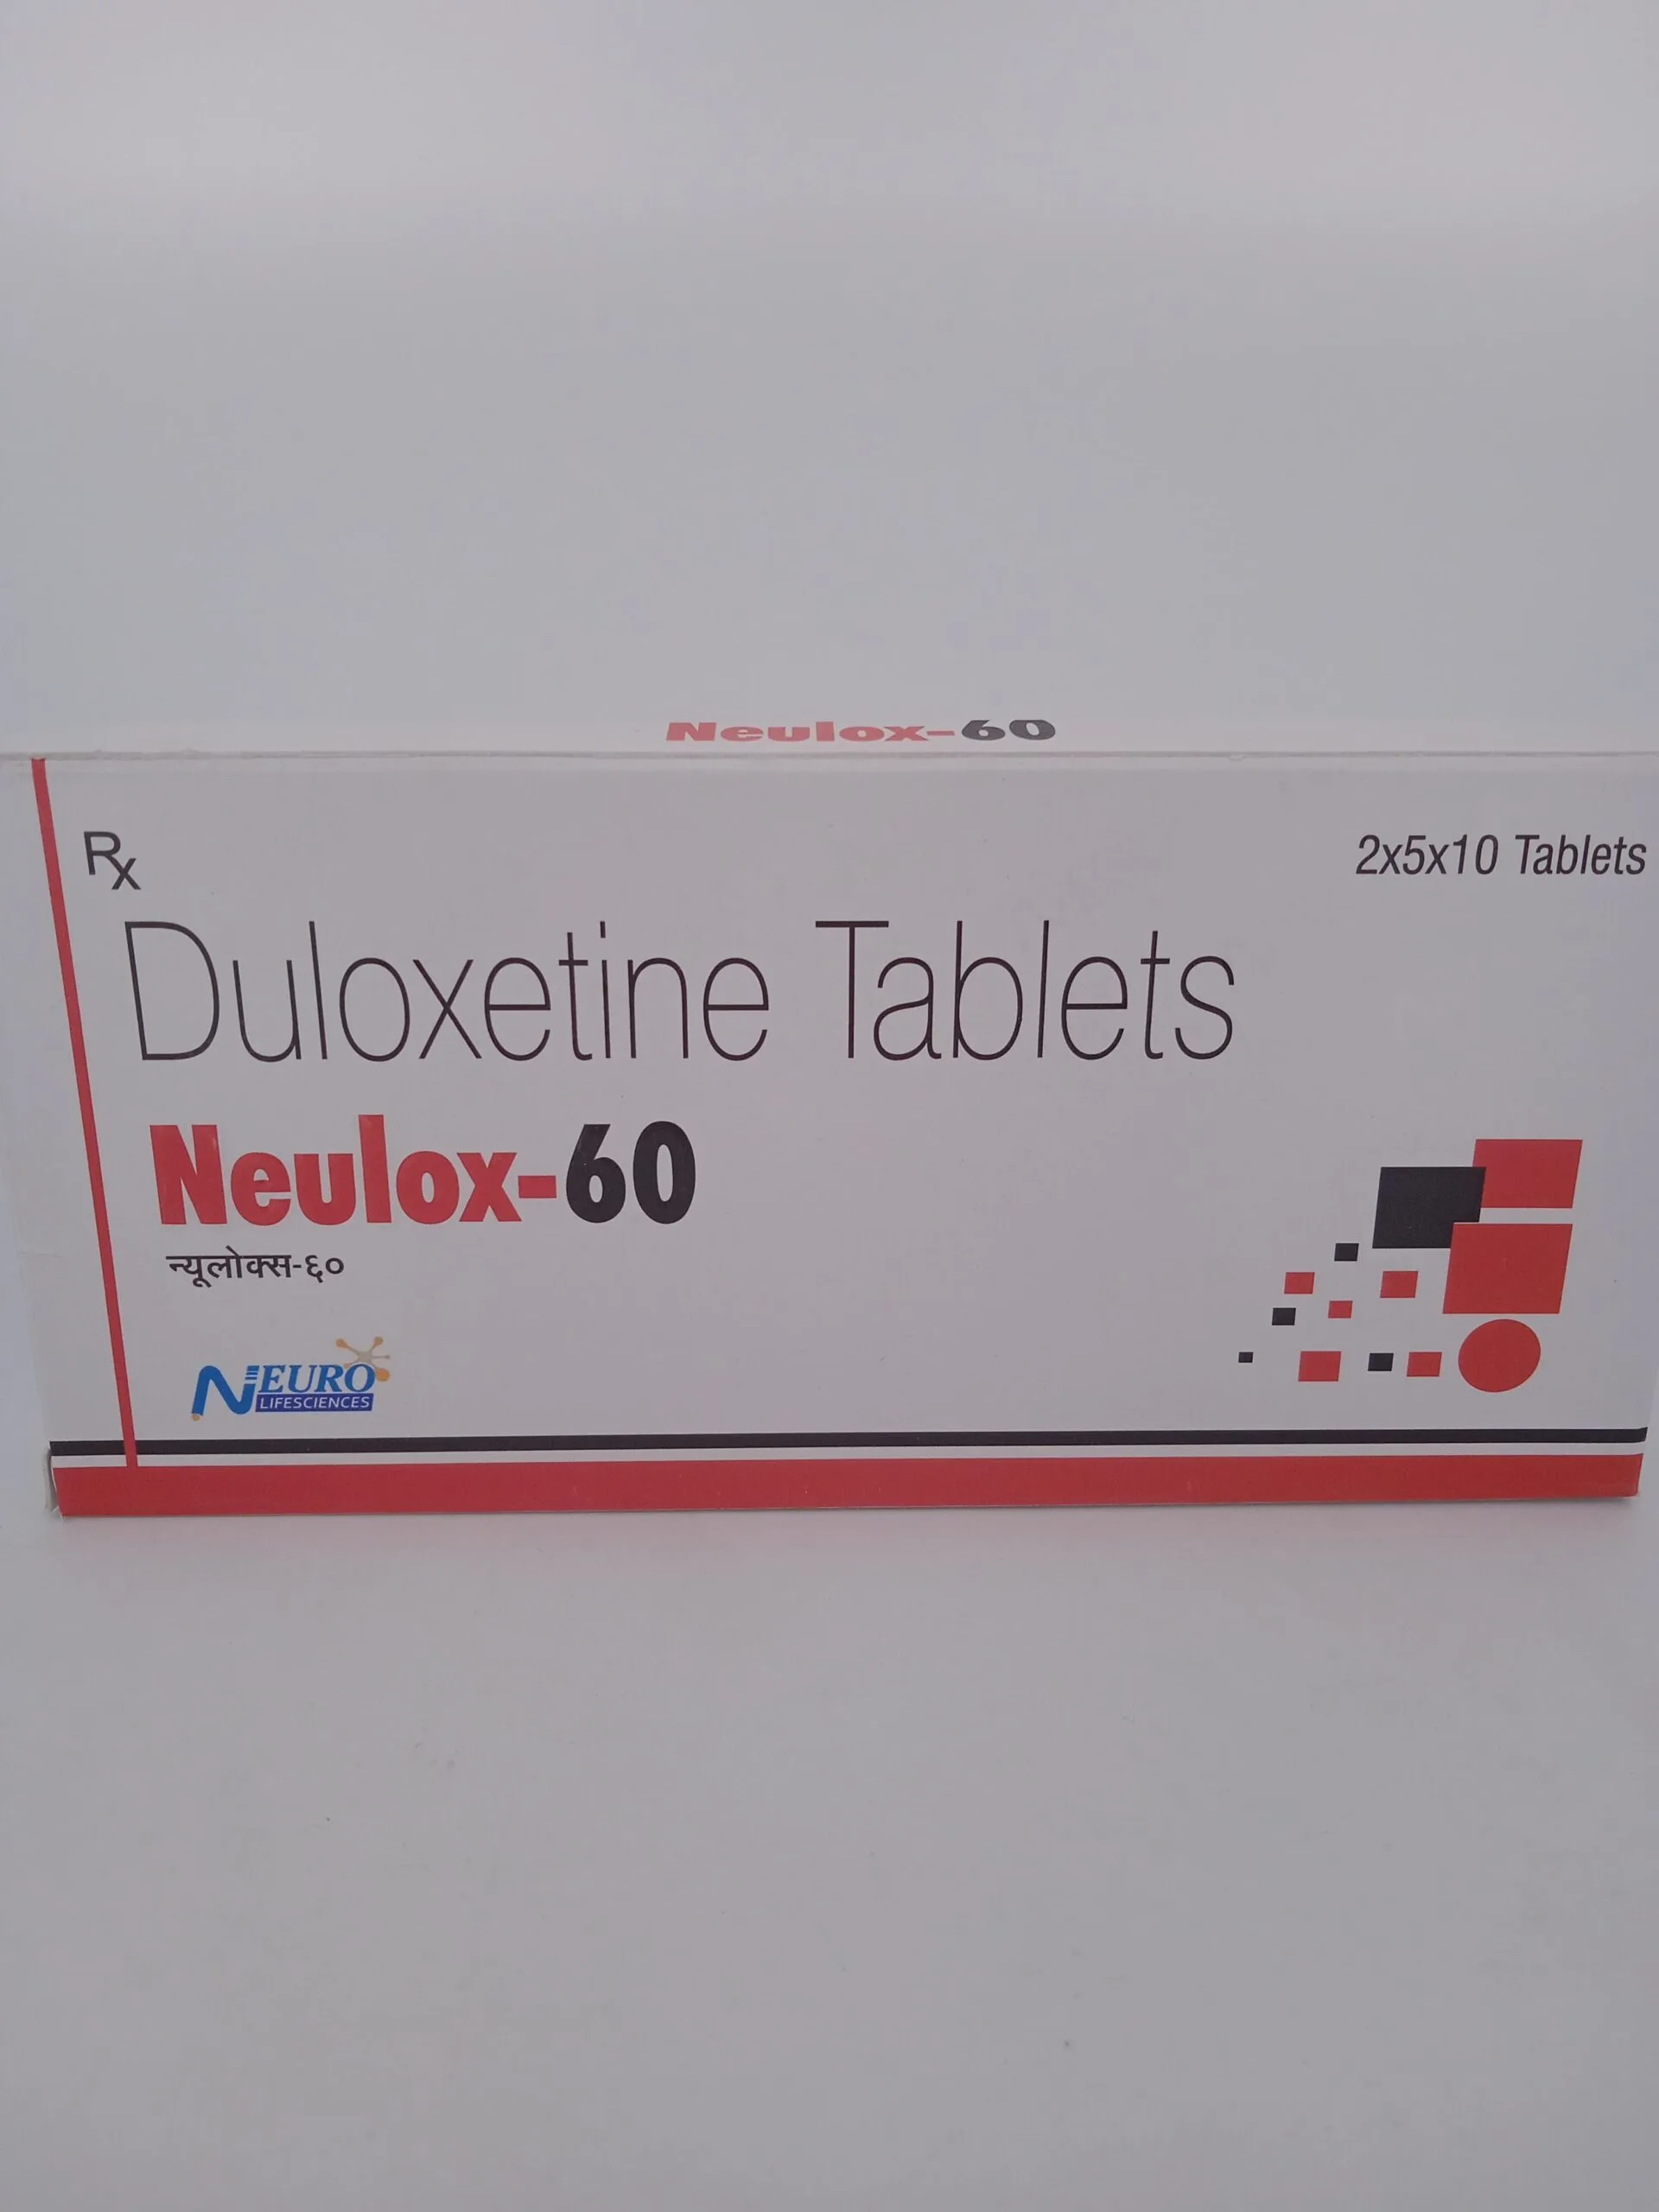 Neulox-60
Rx
2x5x10 Tablets
Duloxetine Tablets
Neulox-60
न्यूलोक्स-६०
NEURO
LIFESCIENCES